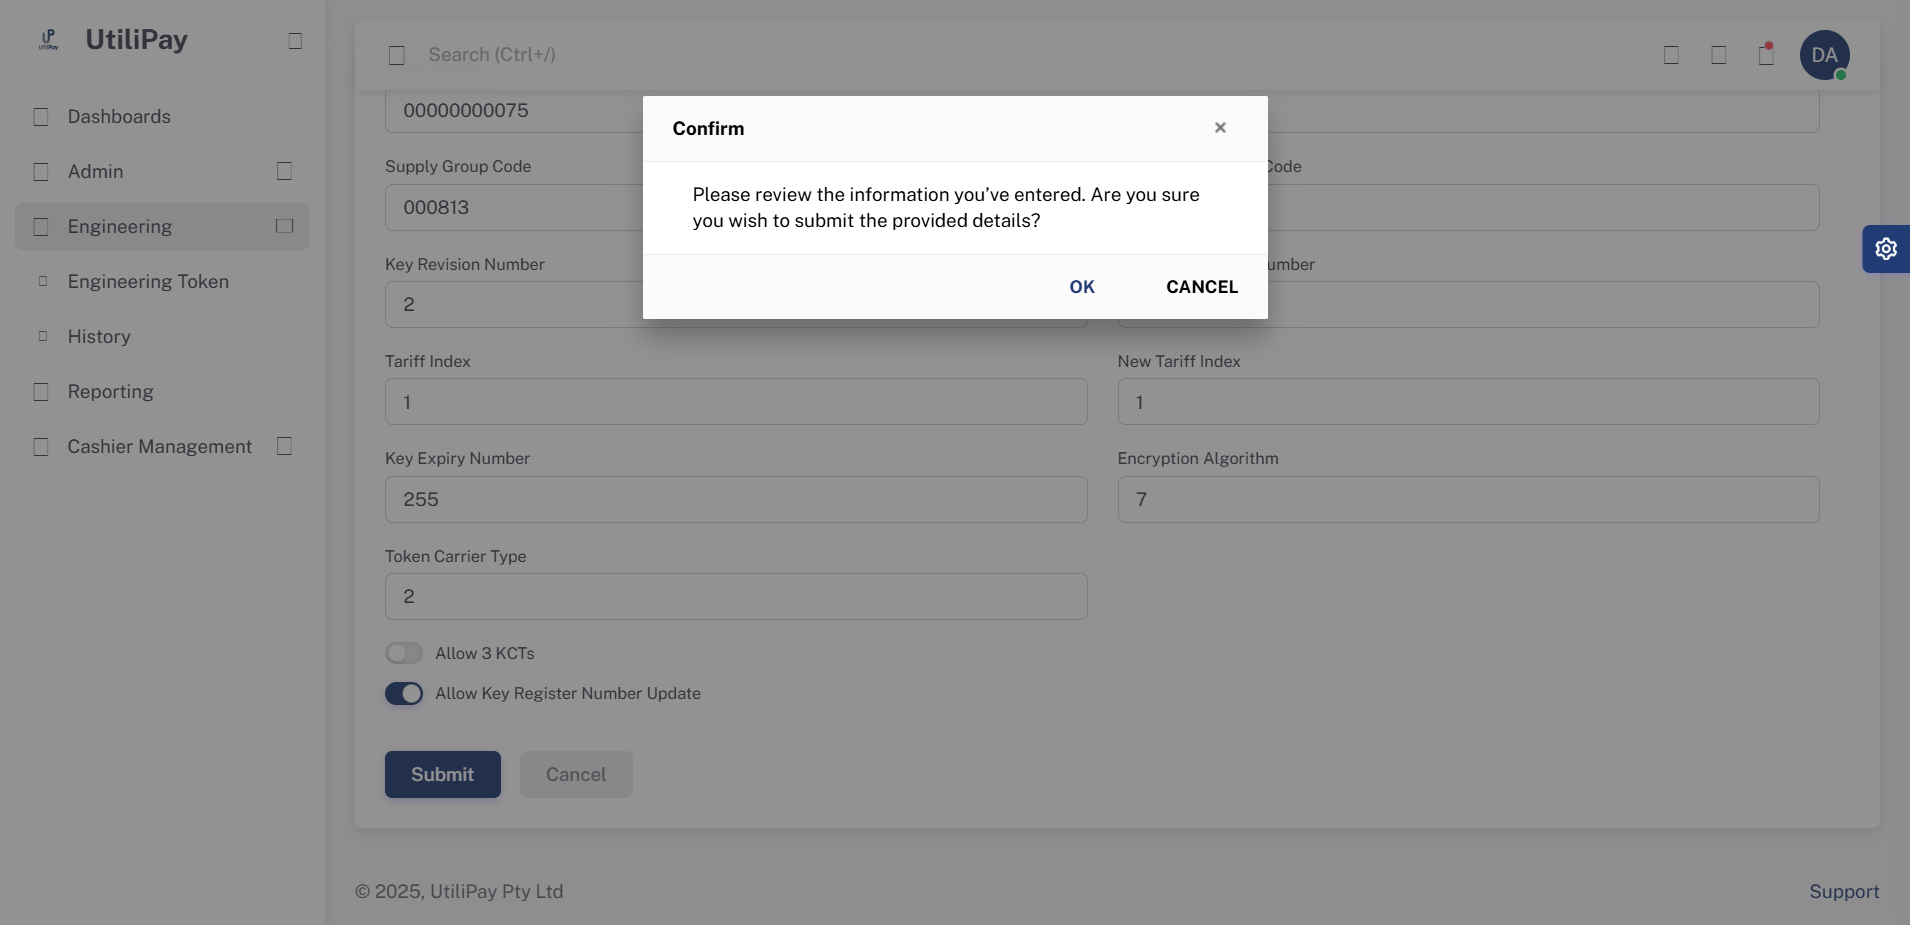 UP
UtiliPay
UtiliPay
Search (Ctrl+/)
DA
Dashboards
Admin
Engineering
Engineering Token
History
Reporting
Cashier Management
00000000075
Confirm
×
Please review the information you’ve entered. Are you sure
you wish to submit the provided details?
OK
CANCEL
Supply Group Code
Code
000813
Key Revision Number
umber
2
Tariff Index
New Tariff Index
1
1
Key Expiry Number
Encryption Algorithm
255
7
Token Carrier Type
2
Allow 3 KCTs
Allow Key Register Number Update
Submit
Cancel
© 2025, UtiliPay Pty Ltd
Support